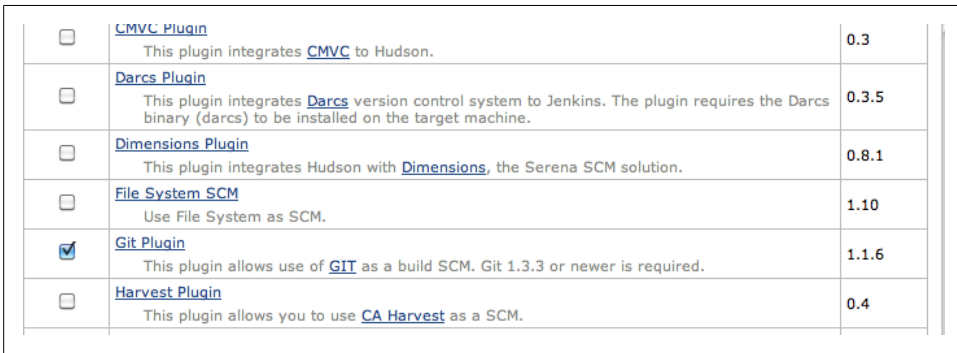 CMVC Plugin
This plugin integrates CMVC to Hudson.
0.3
Darcs Plugin
This plugin integrates Darcs version control system to Jenkins. The plugin requires the Darcs
binary (darcs) to be installed on the target machine.
0.3.5
Dimensions Plugin
This plugin integrates Hudson with Dimensions, the Serena SCM solution.
0.8.1
File System SCM
Use File System as SCM.
1.10
Git Plugin
This plugin allows use of GIT as a build SCM. Git 1.3.3 or newer is required.
1.1.6
Harvest Plugin
This plugin allows you to use CA Harvest as a SCM.
0.4